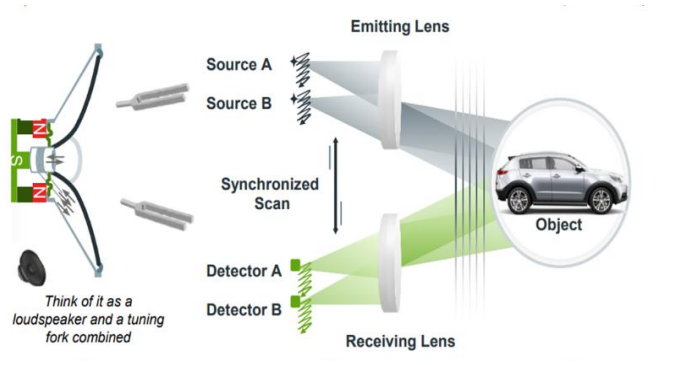 Emitting Lens
Source A
Source B
N
S
N
Synchronized
Scan
Object
Detector A
Detector B
Think of it as a
loudspeaker and a tuning
fork combined
Receiving Lens